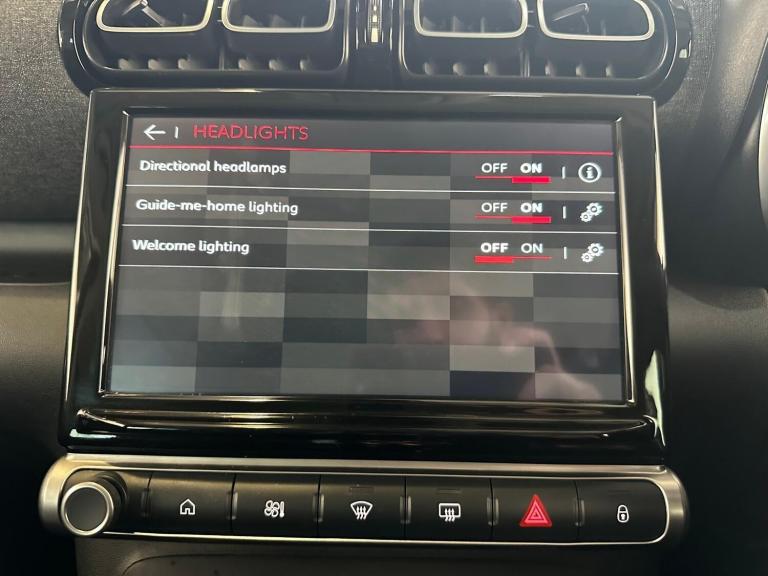 HEADLIGHTS
Directional headlamps OFF ON
Guide-me-home lighting OFF ON
Welcome lighting OFF ON